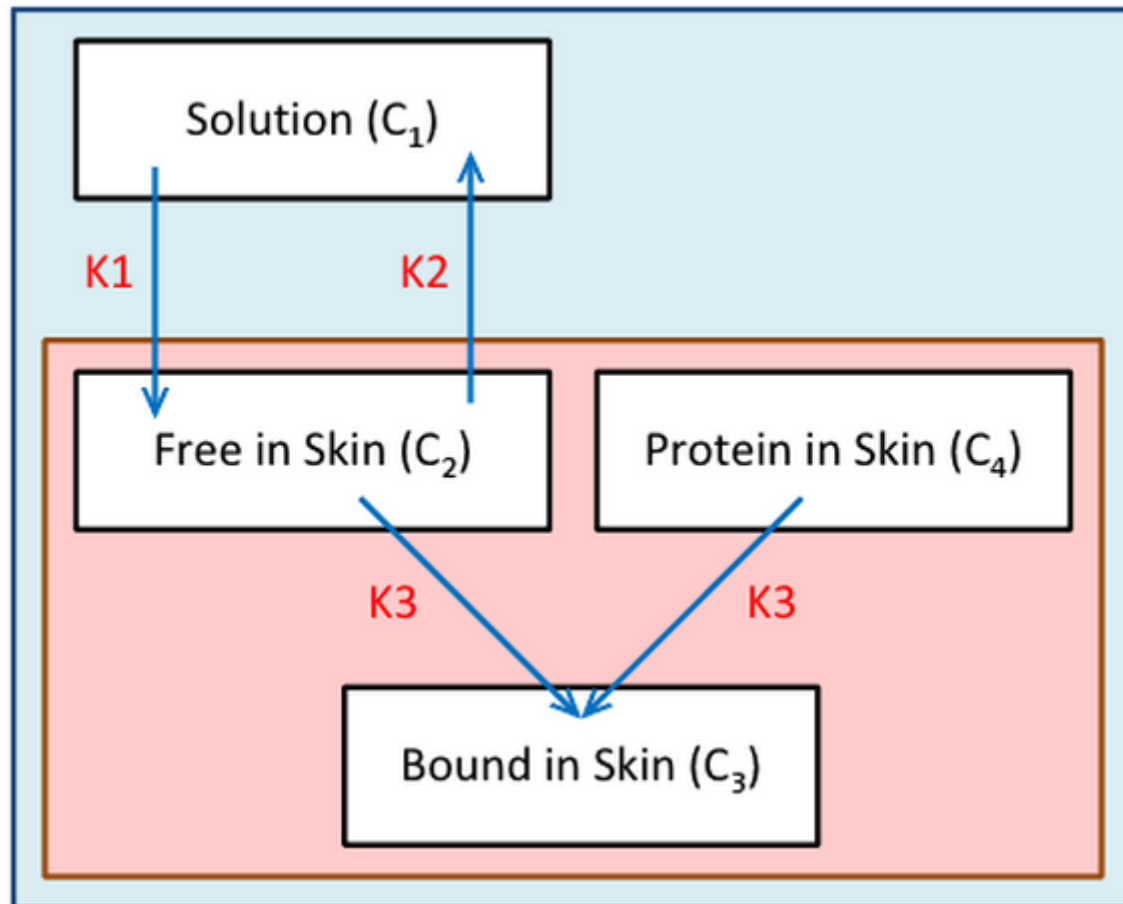 Solution (C₁)
K1
K2
Free in Skin (C₂)
Protein in Skin (C₄)
K3
K3
Bound in Skin (C₃)